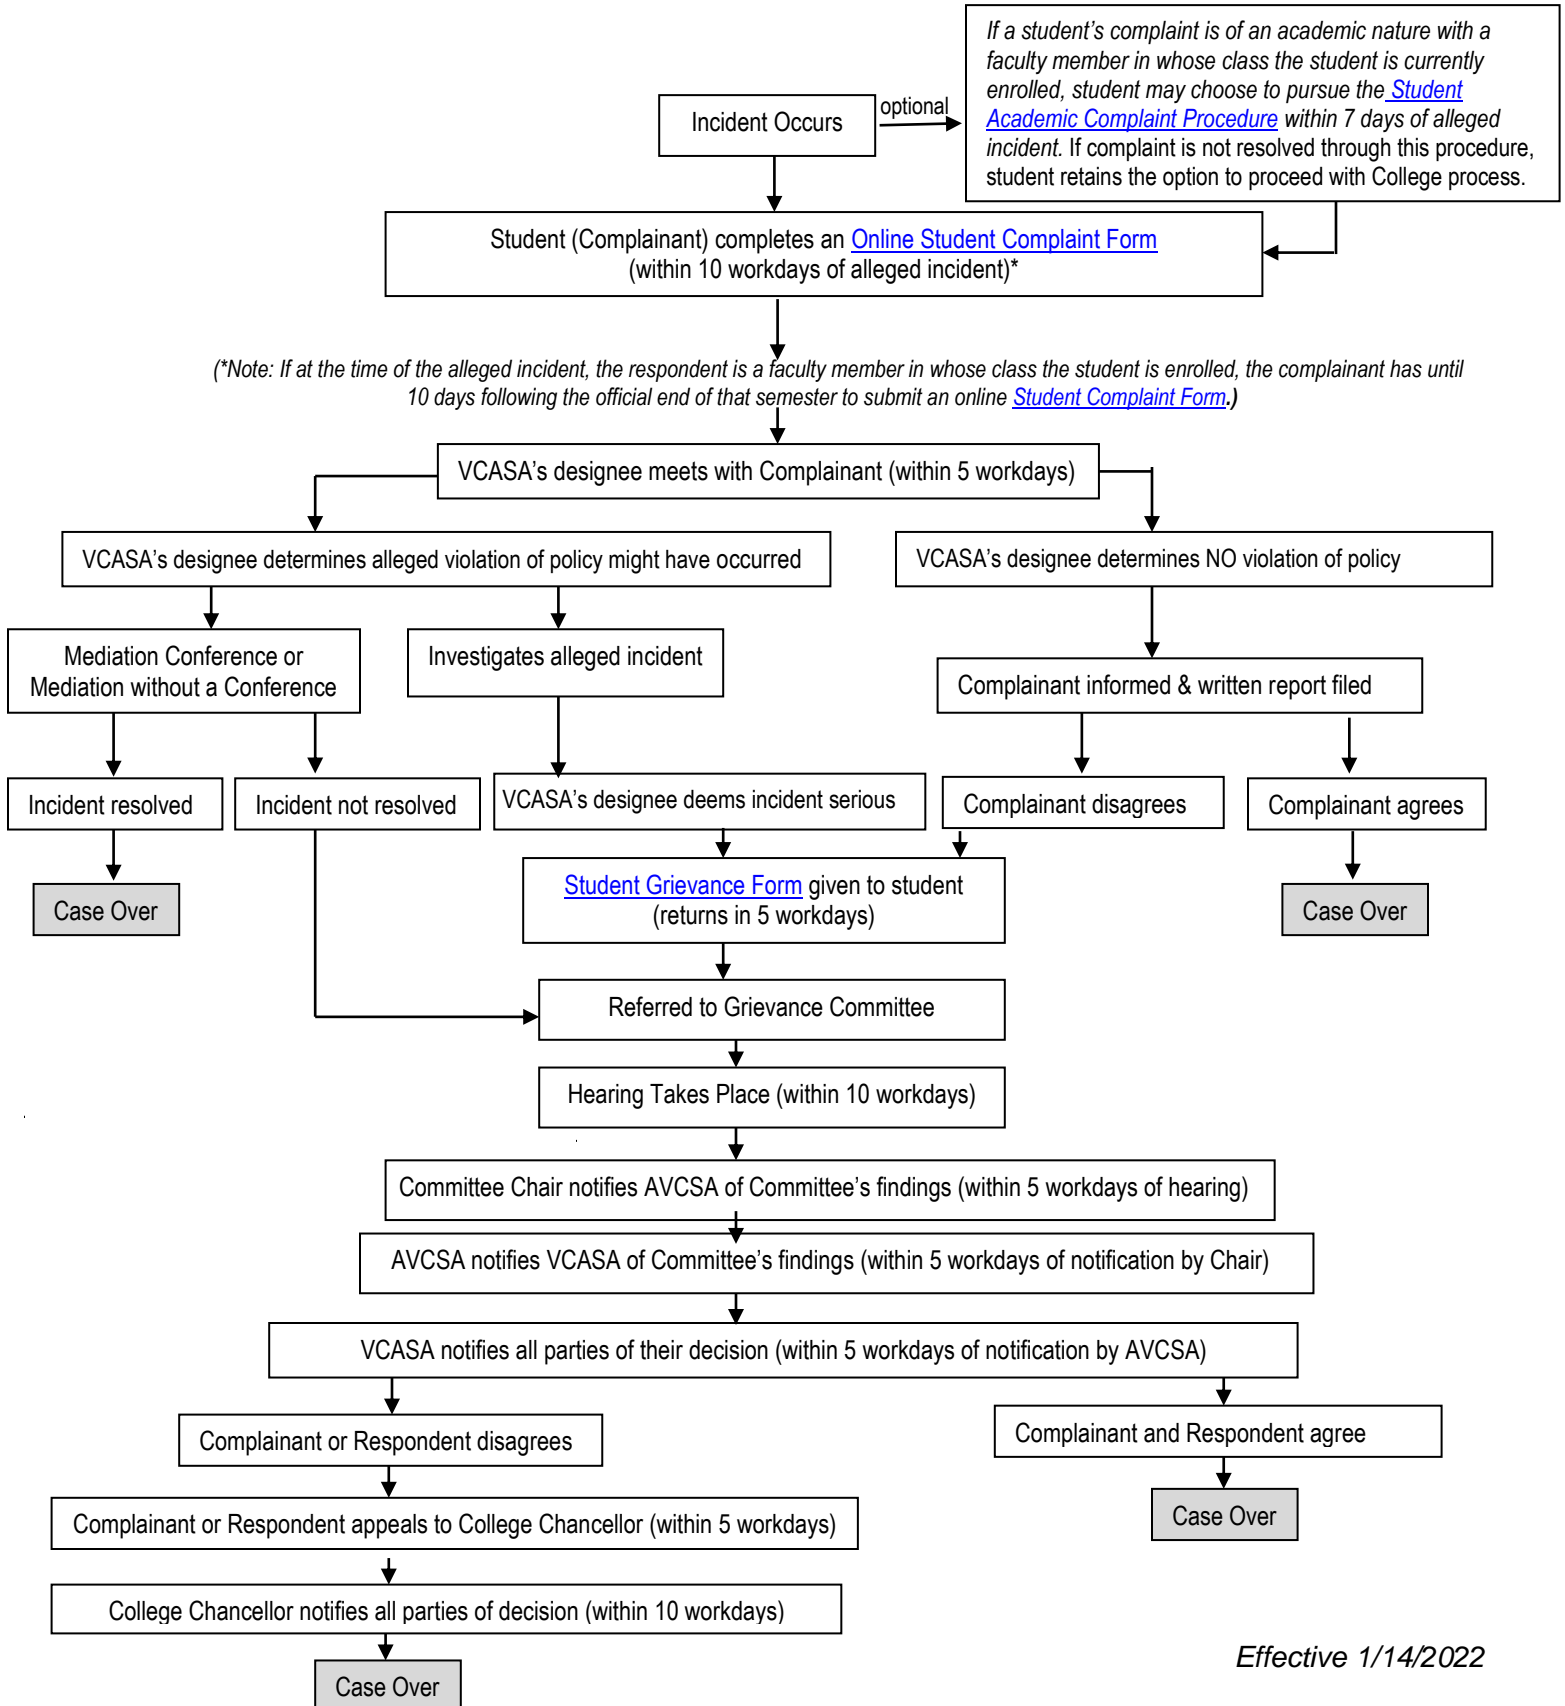 If a student’s complaint is of an academic nature with a
faculty member in whose class the student is currently
enrolled, student may choose to pursue the Student
Academic Complaint Procedure within 7 days of alleged
incident. If complaint is not resolved through this procedure,
student retains the option to proceed with College process.
Incident Occurs
optional
Student (Complainant) completes an Online Student Complaint Form
(within 10 workdays of alleged incident)*
(*Note: If at the time of the alleged incident, the respondent is a faculty member in whose class the student is enrolled, the complainant has until
10 days following the official end of that semester to submit an online Student Complaint Form.)
VCASA’s designee meets with Complainant (within 5 workdays)
VCASA’s designee determines alleged violation of policy might have occurred
VCASA’s designee determines NO violation of policy
Mediation Conference or
Mediation without a Conference
Investigates alleged incident
Complainant informed & written report filed
Incident resolved
Incident not resolved
VCASA’s designee deems incident serious
Complainant disagrees
Complainant agrees
Case Over
Student Grievance Form given to student
(returns in 5 workdays)
Case Over
Referred to Grievance Committee
Hearing Takes Place (within 10 workdays)
Committee Chair notifies AVCSA of Committee’s findings (within 5 workdays of hearing)
AVCSA notifies VCASA of Committee’s findings (within 5 workdays of notification by Chair)
VCASA notifies all parties of their decision (within 5 workdays of notification by AVCSA)
Complainant or Respondent disagrees
Complainant and Respondent agree
Complainant or Respondent appeals to College Chancellor (within 5 workdays)
Case Over
College Chancellor notifies all parties of decision (within 10 workdays)
Effective 1/14/2022
Case Over